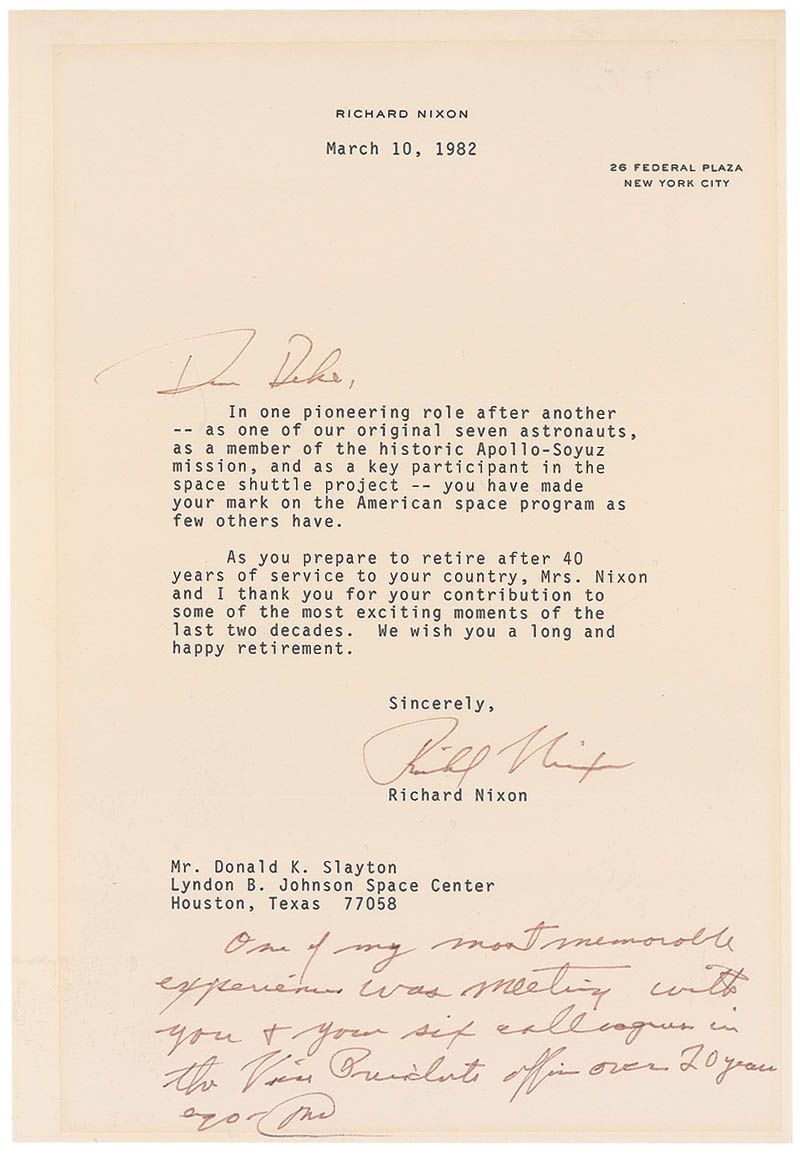 RICHARD NIXON
March 10, 1982
26 FEDERAL PLAZA
NEW YORK CITY
Dear Deke,
In one pioneering role after another
-- as one of our original seven astronauts,
as a member of the historic Apollo-Soyuz
mission, and as a key participant in the
space shuttle project -- you have made
your mark on the American space program as
few others have.
As you prepare to retire after 40
years of service to your country, Mrs. Nixon
and I thank you for your contribution to
some of the most exciting moments of the
last two decades.  We wish you a long and
happy retirement.
Sincerely,
Richard Nixon
Richard Nixon
Mr. Donald K. Slayton
Lyndon B. Johnson Space Center
Houston, Texas  77058
One of my most memorable
experiences was meeting with
you & your six colleagues in
the Vice Presidents office over 20 years
ago - RN